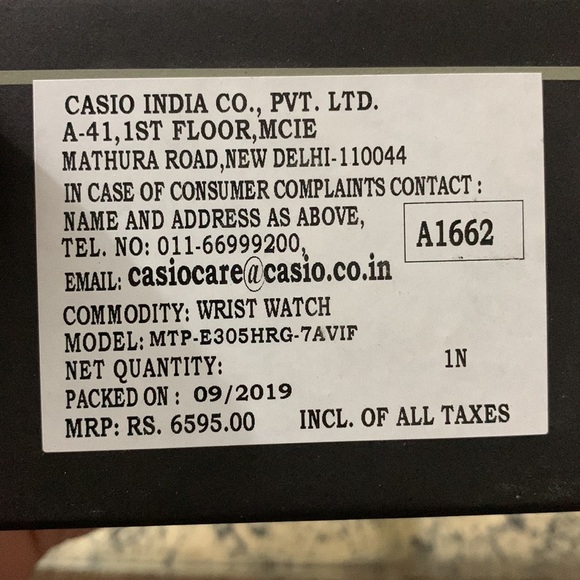 CASIO INDIA CO., PVT. LTD.
A-41,1ST FLOOR,MCIE
MATHURA ROAD,NEW DELHI-110044
IN CASE OF CONSUMER COMPLAINTS CONTACT :
NAME AND ADDRESS AS ABOVE,
TEL. NO: 011-66999200,
A1662
EMAIL: casiocare@casio.co.in
COMMODITY: WRIST WATCH
MODEL: MTP-E305HRG-7AVIF
NET QUANTITY: 1N
PACKED ON : 09/2019
MRP: RS. 6595.00 INCL. OF ALL TAXES